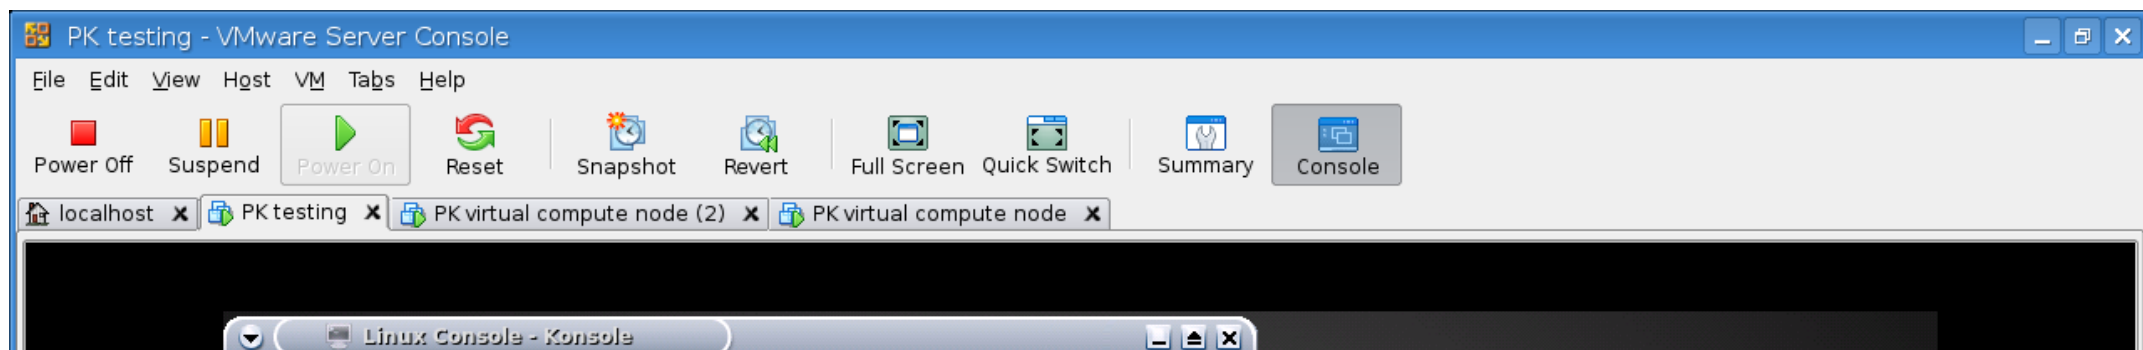 PK testing - VMware Server Console
File Edit View Host VM Tabs Help
Power Off Suspend Power On Reset Snapshot Revert Full Screen Quick Switch Summary Console
localhost PK testing PK virtual compute node (2) PK virtual compute node
Linux Console - Konsole